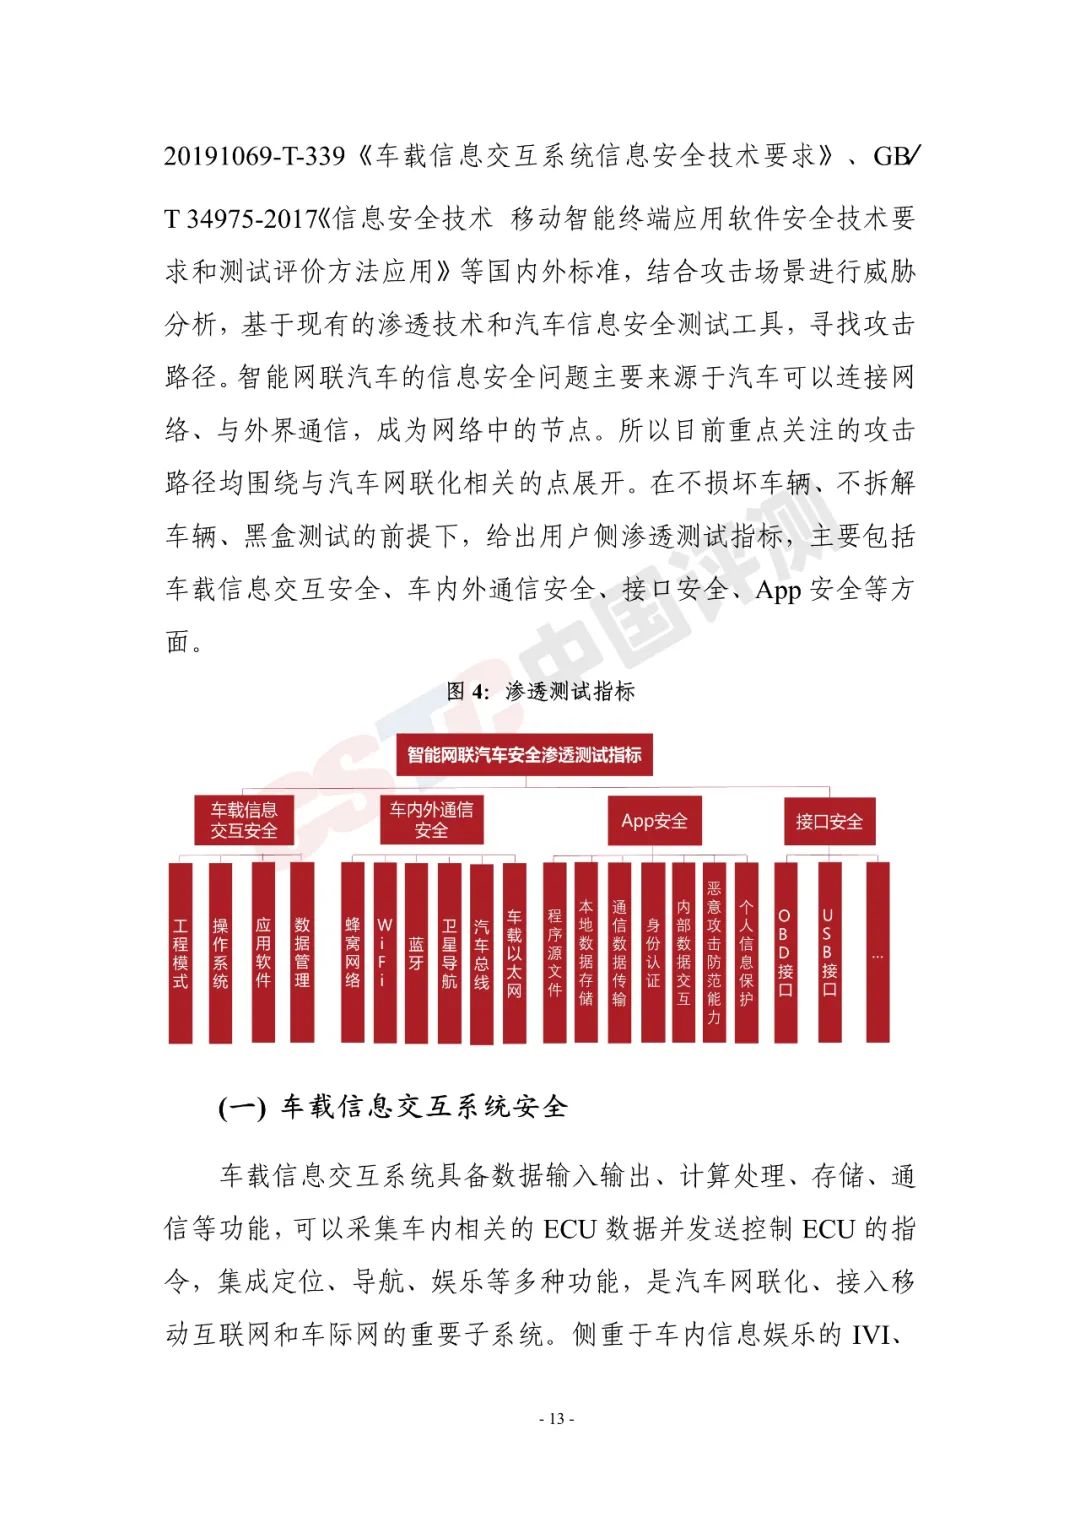 20191069-T-339《车载信息交互系统信息安全技术要求》、GB/
T 34975-2017《信息安全技术 移动智能终端应用软件安全技术要
求和测试评价方法应用》等国内外标准，结合攻击场景进行威胁
分析，基于现有的渗透技术和汽车信息安全测试工具，寻找攻击
路径。智能网联汽车的信息安全问题主要来源于汽车可以连接网
络、与外界通信，成为网络中的节点。所以目前重点关注的攻击
路径均围绕与汽车网联化相关的点展开。在不损坏车辆、不拆解
车辆、黑盒测试的前提下，给出用户侧渗透测试指标，主要包括
车载信息交互安全、车内外通信安全、接口安全、App 安全等方
面。
CSTC中国评测
图 4：渗透测试指标
智能网联汽车安全渗透测试指标
车载信息
交互安全
车内外通信
安全
App安全
接口安全
工程模式
操作系统
应用软件
数据管理
蜂窝网络
WiFi
蓝牙
卫星导航
汽车总线
车载以太网
程序源文件
本地数据存储
通信数据传输
身份认证
内部数据交互
恶意攻击防范能力
个人信息保护
OBD接口
USB接口
...
(一) 车载信息交互系统安全
车载信息交互系统具备数据输入输出、计算处理、存储、通
信等功能，可以采集车内相关的 ECU 数据并发送控制 ECU 的指
令，集成定位、导航、娱乐等多种功能，是汽车网联化、接入移
动互联网和车际网的重要子系统。侧重于车内信息娱乐的 IVI、
- 13 -